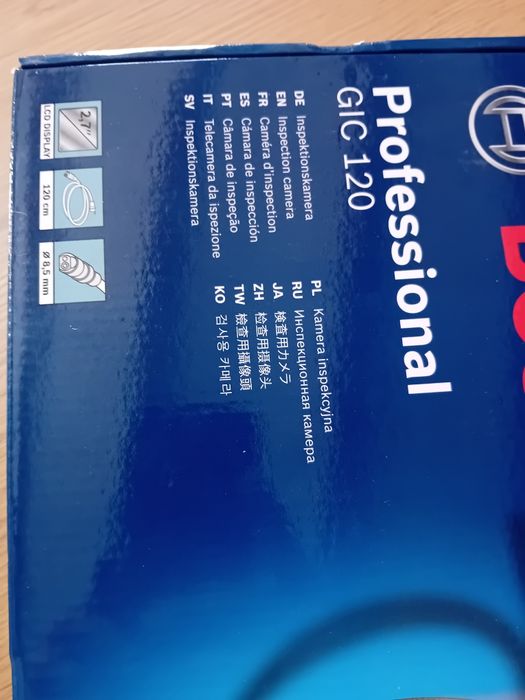 Professional
GIC 120
DE Inspektionskamera
EN Inspection camera
FR Caméra d'inspection
ES Cámara de inspección
PT Câmara de inspeção
IT Telecamera da ispezione
SV Inspektionskamera
PL Kamera inspekcyjna
RU Инспекционная камера
JA 検査用カメラ
ZH 检查用摄像头
TW 檢查用攝像頭
KO 검사용 카메라
2,7"
LCD DISPLAY
120 cm
Ø 8,5 mm